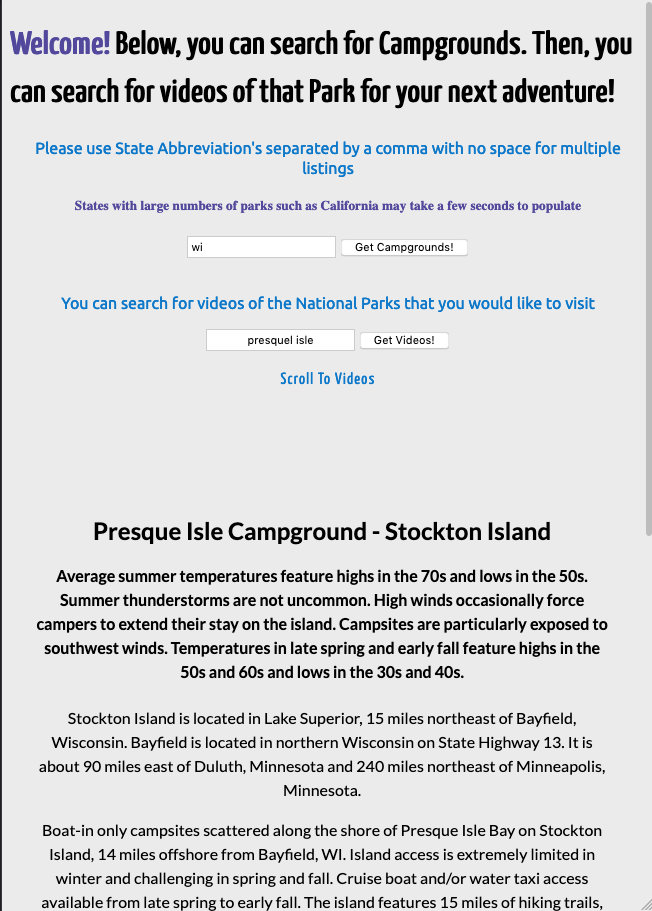 Welcome! Below, you can search for Campgrounds. Then, you
can search for videos of that Park for your next adventure!
Please use State Abbreviation's separated by a comma with no space for multiple
listings
States with large numbers of parks such as California may take a few seconds to populate
wi Get Campgrounds!
You can search for videos of the National Parks that you would like to visit
presquel isle Get Videos!
Scroll To Videos
Presque Isle Campground - Stockton Island
Average summer temperatures feature highs in the 70s and lows in the 50s.
Summer thunderstorms are not uncommon. High winds occasionally force
campers to extend their stay on the island. Campsites are particularly exposed to
southwest winds. Temperatures in late spring and early fall feature highs in the
50s and 60s and lows in the 30s and 40s.
Stockton Island is located in Lake Superior, 15 miles northeast of Bayfield,
Wisconsin. Bayfield is located in northern Wisconsin on State Highway 13. It is
about 90 miles east of Duluth, Minnesota and 240 miles northeast of Minneapolis,
Minnesota.
Boat-in only campsites scattered along the shore of Presque Isle Bay on Stockton
Island, 14 miles offshore from Bayfield, WI. Island access is extremely limited in
winter and challenging in spring and fall. Cruise boat and/or water taxi access
available from late spring to early fall. The island features 15 miles of hiking trails,